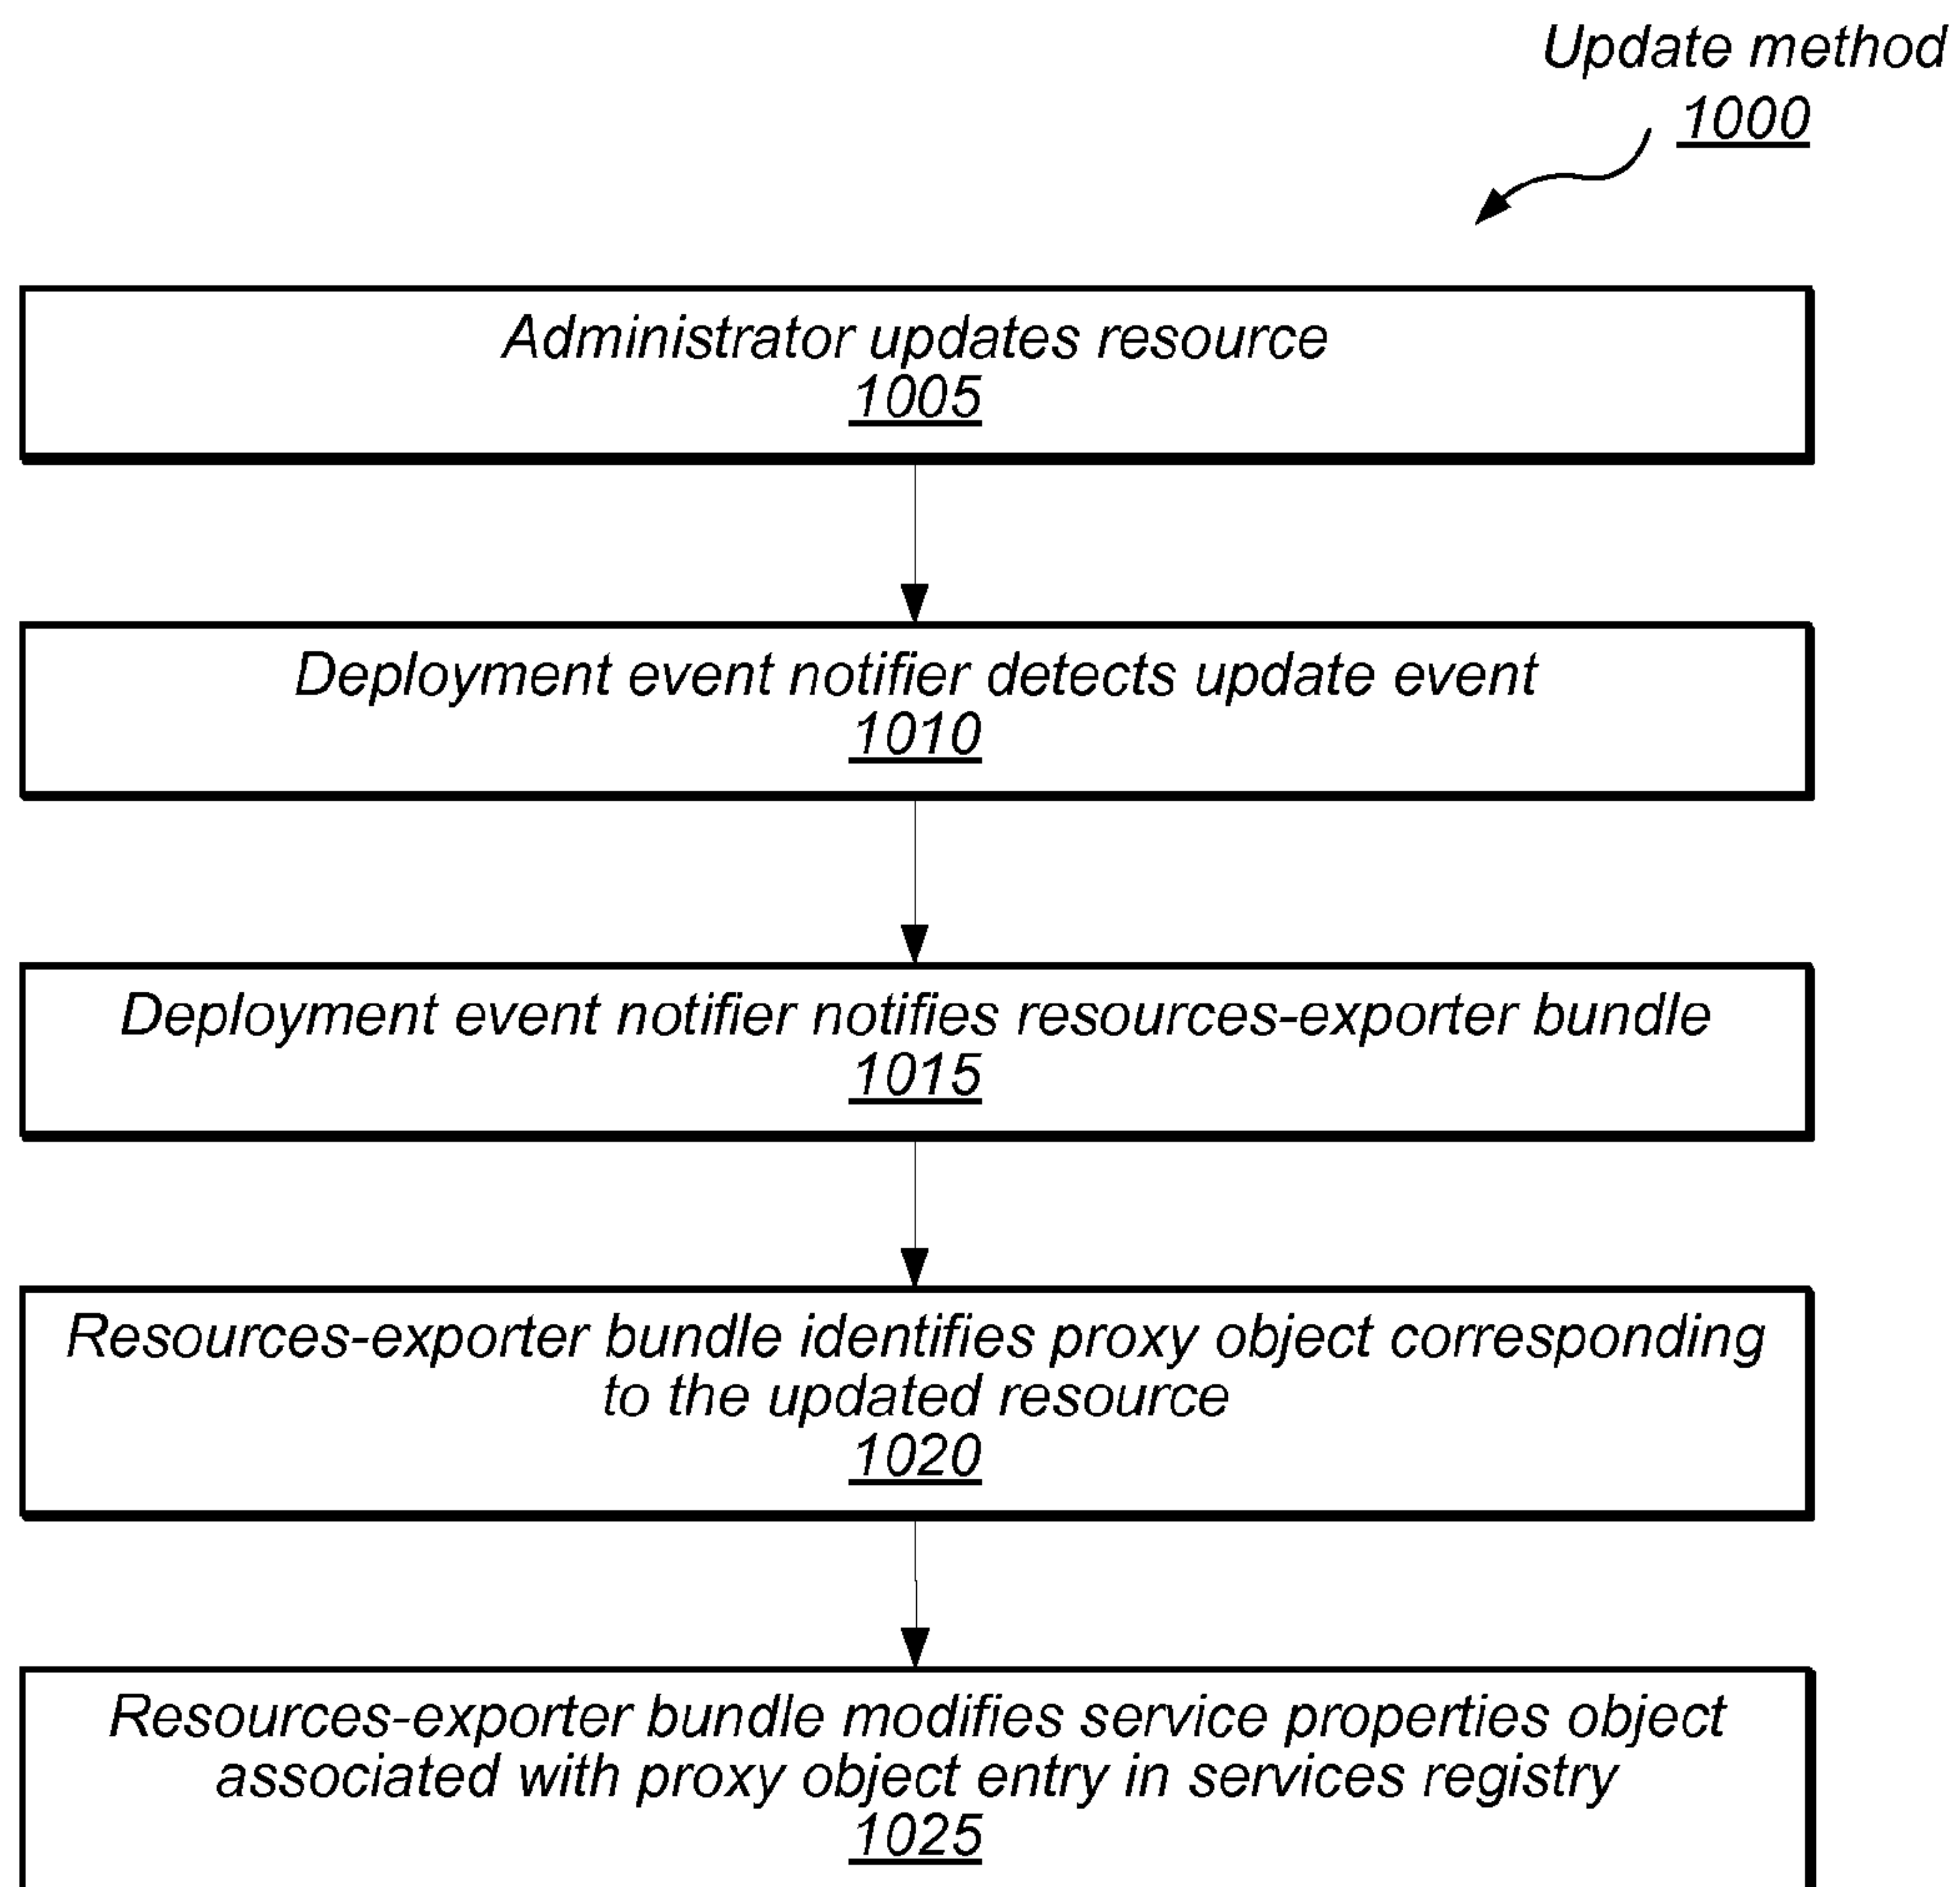 Update method
1000
Administrator updates resource
1005
Deployment event notifier detects update event
1010
Deployment event notifier notifies resources-exporter bundle
1015
Resources-exporter bundle identifies proxy object corresponding
to the updated resource
1020
Resources-exporter bundle modifies service properties object
associated with proxy object entry in services registry
1025